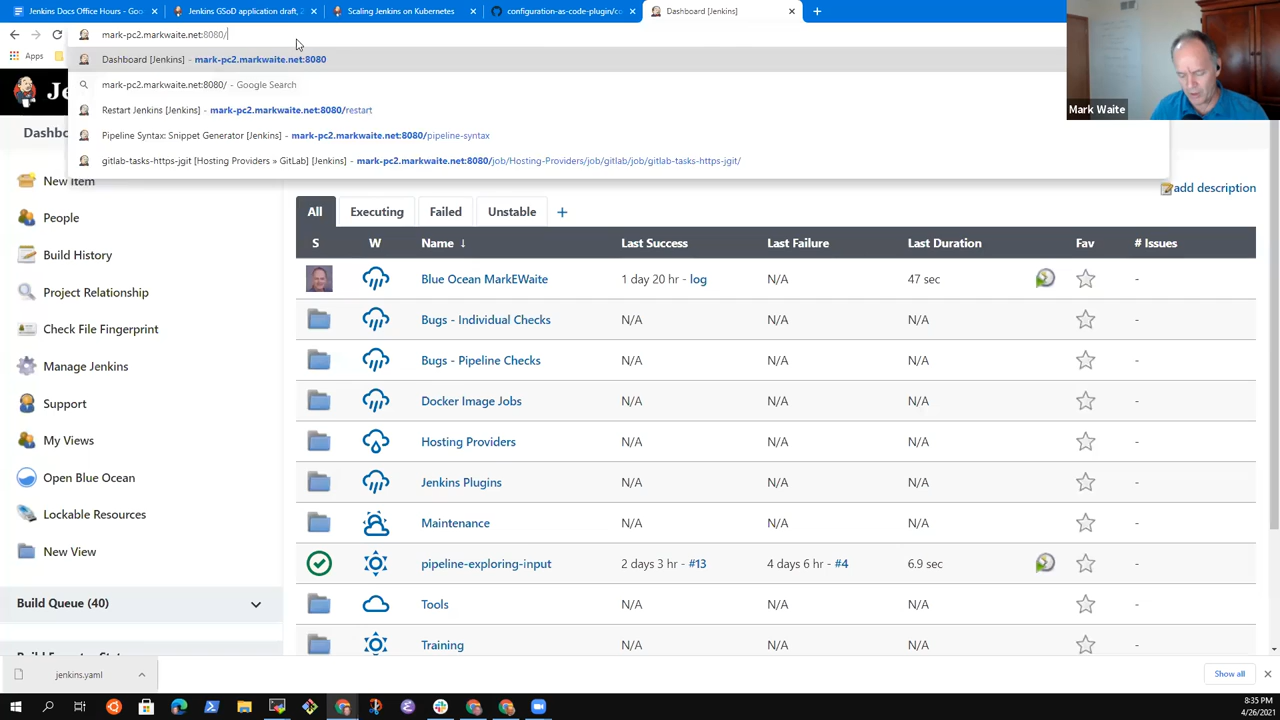 Jenkins Docs Office Hours - Goo
Jenkins GSoD application draft, 2
Scaling Jenkins on Kubernetes
configuration-as-code-plugin/co
Dashboard [Jenkins]
mark-pc2.markwaite.net:8080/
Apps
Dashboard [Jenkins] - mark-pc2.markwaite.net:8080
mark-pc2.markwaite.net:8080/ - Google Search
Restart Jenkins [Jenkins] - mark-pc2.markwaite.net:8080/restart
Pipeline Syntax: Snippet Generator [Jenkins] - mark-pc2.markwaite.net:8080/pipeline-syntax
gitlab-tasks-https-jgit [Hosting Providers » GitLab] [Jenkins] - mark-pc2.markwaite.net:8080/job/Hosting-Providers/job/gitlab/job/gitlab-tasks-https-jgit/
Mark Waite
Je
Dashbo
New Item
People
Build History
Project Relationship
Check File Fingerprint
Manage Jenkins
Support
My Views
Open Blue Ocean
Lockable Resources
New View
Build Queue (40)
add description
All Executing Failed Unstable +
S W Name ↓ Last Success Last Failure Last Duration Fav # Issues
Blue Ocean MarkEWaite 1 day 20 hr - log N/A 47 sec -
Bugs - Individual Checks N/A N/A N/A -
Bugs - Pipeline Checks N/A N/A N/A -
Docker Image Jobs N/A N/A N/A -
Hosting Providers N/A N/A N/A -
Jenkins Plugins N/A N/A N/A -
Maintenance N/A N/A N/A -
pipeline-exploring-input 2 days 3 hr - #13 4 days 6 hr - #4 6.9 sec -
Tools N/A N/A N/A -
Training N/A N/A N/A -
jenkins.yaml
Show all
8:35 PM
4/26/2021